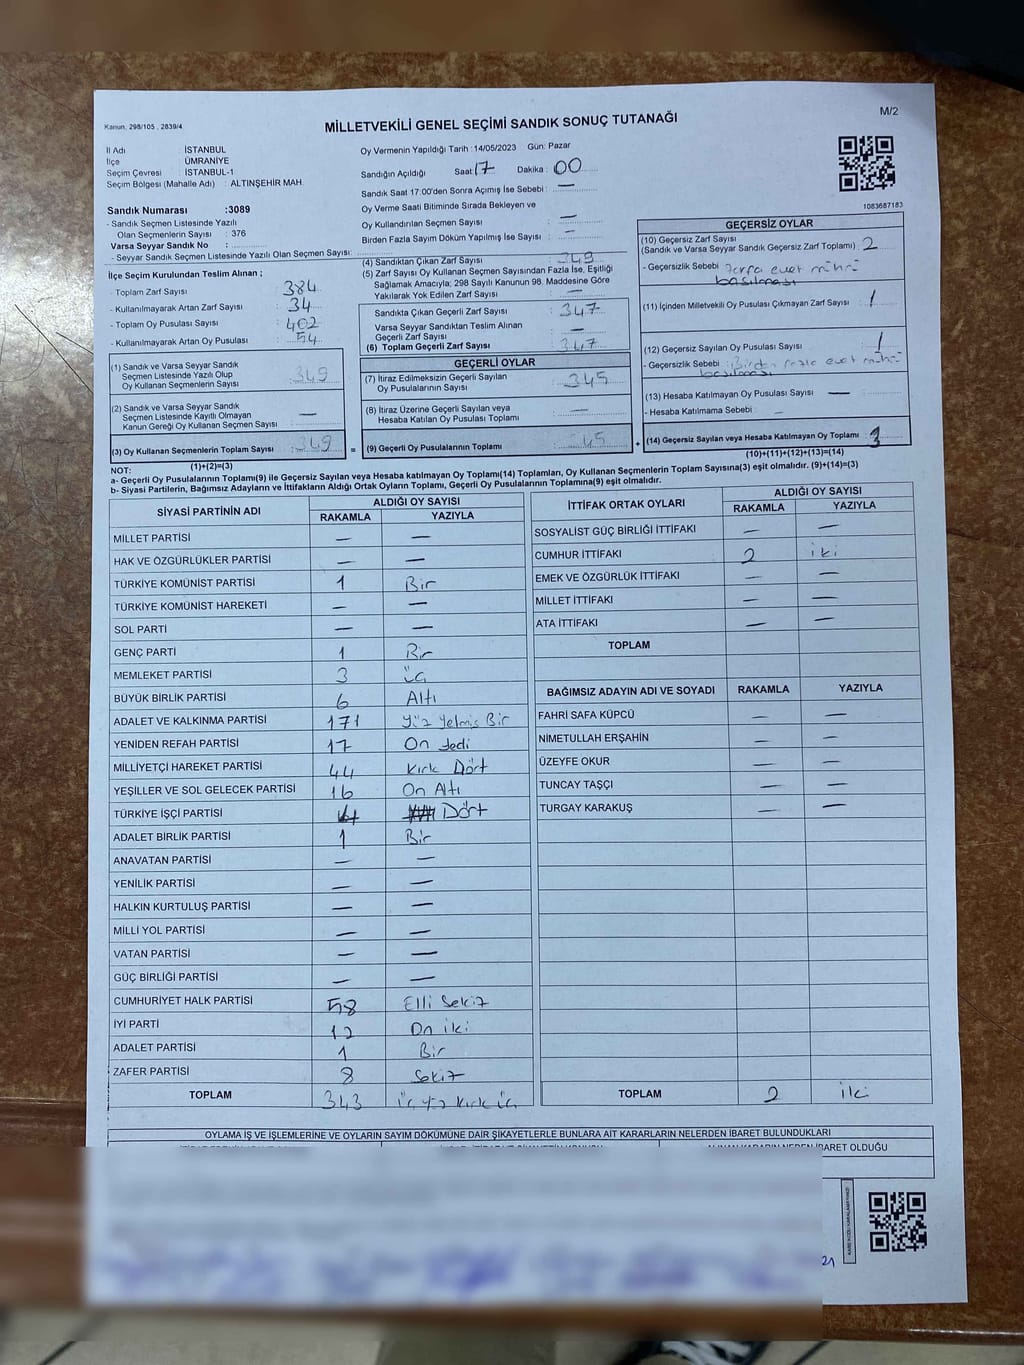 Kanun, 298/105 , 2839/4
MİLLETVEKİLİ GENEL SEÇİMİ SANDIK SONUÇ TUTANAĞI
M/2
İl Adı İSTANBUL
İlçe ÜMRANİYE
Seçim Çevresi : İSTANBUL-1
Seçim Bölgesi (Mahalle Adı) : ALTINŞEHİR MAH.
Sandık Numarası :3089
- Sandık Seçmen Listesinde Yazılı
Olan Seçmenlerin Sayısı : 376
Varsa Seyyar Sandık No :
- Seyyar Sandık Seçmen Listesinde Yazılı Olan Seçmen Sayısı:
Oy Vermenin Yapıldığı Tarih :14/05/2023 Gün: Pazar
Sandığın Açıldığı Saat: 17 Dakika : 00
Sandık Saat 17:00'den Sonra Açımış İse Sebebi : —
Oy Verme Saati Bitiminde Sırada Bekleyen ve
Oy Kullandırılan Seçmen Sayısı : —
Birden Fazla Sayım Döküm Yapılmış İse Sayısı : —
1083687183
İlçe Seçim Kurulundan Teslim Alınan ;
- Toplam Zarf Sayısı : 384
- Kullanılmayarak Artan Zarf Sayısı : 34
- Toplam Oy Pusulası Sayısı : 402
- Kullanılmayarak Artan Oy Pusulası : 54
(1) Sandık ve Varsa Seyyar Sandık
Seçmen Listesinde Yazılı Olup
Oy Kullanan Seçmenlerin Sayısı : 349
(2) Sandık ve Varsa Seyyar Sandık
Seçmen Listesinde Kayıtlı Olmayan
Kanun Gereği Oy Kullanan Seçmen Sayısı : —
(3) Oy Kullanan Seçmenlerin Toplam Sayısı : 349
(1)+(2)=(3)
(4) Sandıktan Çıkan Zarf Sayısı : 349
(5) Zarf Sayısı Oy Kullanan Seçmen Sayısından Fazla İse, Eşitliği
Sağlamak Amacıyla; 298 Sayılı Kanunun 98. Maddesine Göre
Yakılarak Yok Edilen Zarf Sayısı : —
Sandıkta Çıkan Geçerli Zarf Sayısı : 347
Varsa Seyyar Sandıktan Teslim Alınan
Geçerli Zarf Sayısı : —
(6) Toplam Geçerli Zarf Sayısı : 347
GEÇERLİ OYLAR
(7) İtiraz Edilmeksizin Geçerli Sayılan
Oy Pusulalarının Sayısı : 345
(8) İtiraz Üzerine Geçerli Sayılan veya
Hesaba Katılan Oy Pusulası Toplamı : —
= (9) Geçerli Oy Pusulalarının Toplamı : 345
GEÇERSİZ OYLAR
(10) Geçersiz Zarf Sayısı
(Sandık ve Varsa Seyyar Sandık Geçersiz Zarf Toplamı) : 2
- Geçersizlik Sebebi : Zarfa evet mührü
basılması
(11) İçinden Milletvekili Oy Pusulası Çıkmayan Zarf Sayısı : 1
(12) Geçersiz Sayılan Oy Pusulası Sayısı : 1
- Geçersizlik Sebebi : Birden fazla evet mührü
basılması
(13) Hesaba Katılmayan Oy Pusulası Sayısı : —
- Hesaba Katılmama Sebebi : —
+ (14) Geçersiz Sayılan veya Hesaba Katılmayan Oy Toplamı : 3
(10)+(11)+(12)+(13)=(14)
NOT:
a- Geçerli Oy Pusulalarının Toplamı(9) ile Geçersiz Sayılan veya Hesaba katılmayan Oy Toplamı(14) Toplamları, Oy Kullanan Seçmenlerin Toplam Sayısına(3) eşit olmalıdır. (9)+(14)=(3)
b- Siyasi Partilerin, Bağımsız Adayların ve İttifakların Aldığı Ortak Oyların Toplamı, Geçerli Oy Pusulalarının Toplamına(9) eşit olmalıdır.
SİYASİ PARTİNİN ADI ALDIĞI OY SAYISI
RAKAMLA YAZIYLA
MİLLET PARTİSİ — —
HAK VE ÖZGÜRLÜKLER PARTİSİ — —
TÜRKİYE KOMÜNİST PARTİSİ 1 Bir
TÜRKİYE KOMÜNİST HAREKETİ — —
SOL PARTİ — —
GENÇ PARTİ 1 Bir
MEMLEKET PARTİSİ 3 Üç
BÜYÜK BİRLİK PARTİSİ 6 Altı
ADALET VE KALKINMA PARTİSİ 171 Yüz Yetmiş Bir
YENİDEN REFAH PARTİSİ 17 On Yedi
MİLLİYETÇİ HAREKET PARTİSİ 44 Kırk Dört
YEŞİLLER VE SOL GELECEK PARTİSİ 16 On Altı
TÜRKİYE İŞÇİ PARTİSİ 4 Dört
ADALET BİRLİK PARTİSİ 1 Bir
ANAVATAN PARTİSİ — —
YENİLİK PARTİSİ — —
HALKIN KURTULUŞ PARTİSİ — —
MİLLİ YOL PARTİSİ — —
VATAN PARTİSİ — —
GÜÇ BİRLİĞİ PARTİSİ — —
CUMHURİYET HALK PARTİSİ 58 Elli Sekiz
İYİ PARTİ 12 On iki
ADALET PARTİSİ 1 Bir
ZAFER PARTİSİ 8 Sekiz
TOPLAM 343 Üç yüz kırk üç
İTTİFAK ORTAK OYLARI ALDIĞI OY SAYISI
RAKAMLA YAZIYLA
SOSYALİST GÜÇ BİRLİĞİ İTTİFAKI — —
CUMHUR İTTİFAKI 2 iki
EMEK VE ÖZGÜRLÜK İTTİFAKI — —
MİLLET İTTİFAKI — —
ATA İTTİFAKI — —
TOPLAM
BAĞIMSIZ ADAYIN ADI VE SOYADI RAKAMLA YAZIYLA
FAHRİ SAFA KÜPCÜ — —
NİMETULLAH ERŞAHİN — —
ÜZEYFE OKUR — —
TUNCAY TAŞÇI — —
TURGAY KARAKUŞ — —
TOPLAM 2 iki
OYLAMA İŞ VE İŞLEMLERİNE VE OYLARIN SAYIM DÖKÜMÜNE DAİR ŞİKAYETLERLE BUNLARA AİT KARARLARIN NELERDEN İBARET BULUNDUKLARI
İBARET OLDUĞU
21